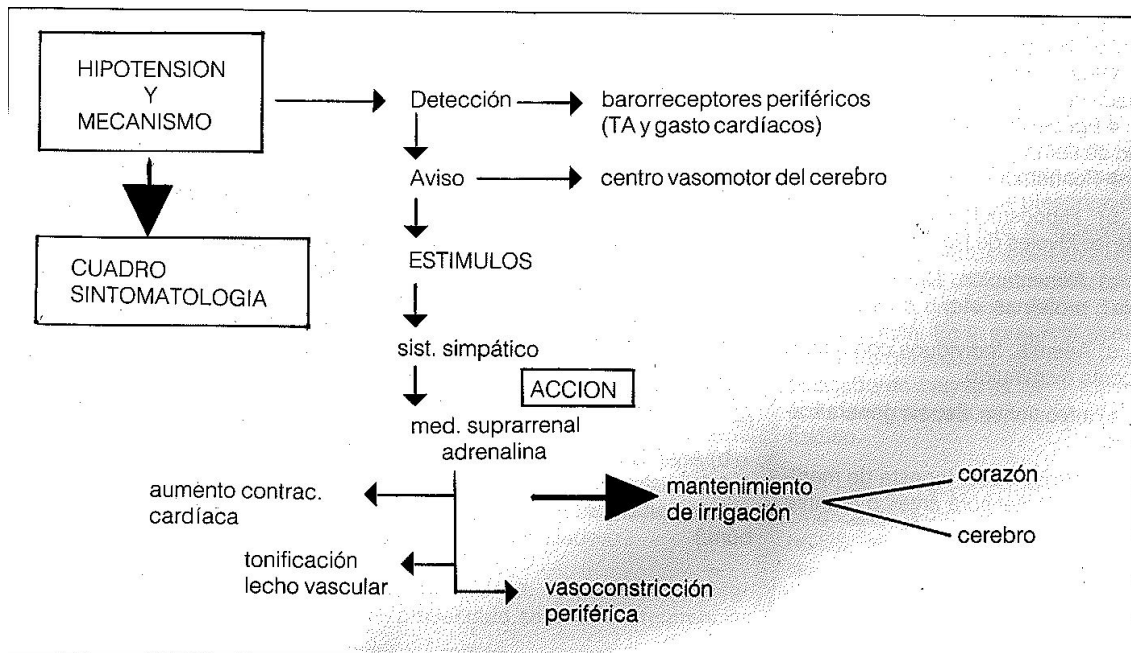 HIPOTENSION
Y
MECANISMO
Detección
barorreceptores periféricos
(TA y gasto cardíacos)
Aviso
centro vasomotor del cerebro
CUADRO
SINTOMATOLOGIA
ESTIMULOS
sist. simpático
ACCION
med. suprarrenal
adrenalina
aumento contrac.
cardíaca
mantenimiento
de irrigación
corazón
cerebro
tonificación
lecho vascular
vasoconstricción
periférica